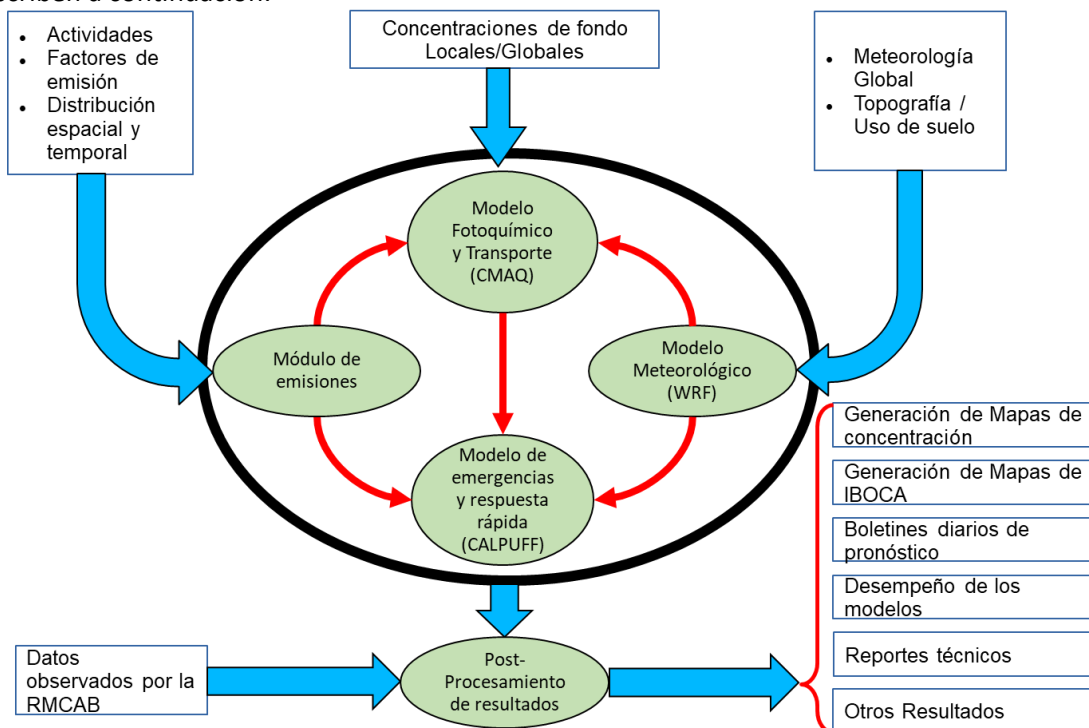 Actividades
Factores de
emisión
Distribución
espacial y
temporal
Concentraciones de fondo
Locales/Globales
Meteorología
Global
Topografía /
Uso de suelo
Modelo
Fotoquímico
y Transporte
(CMAQ)
Módulo de
emisiones
Modelo
Meteorológico
(WRF)
Modelo de
emergencias
y respuesta
rápida
(CALPUFF)
Generación de Mapas de
concentración
Generación de Mapas de
IBOCA
Boletines diarios de
pronóstico
Desempeño de los
modelos
Reportes técnicos
Otros Resultados
Datos
observados por la
RMCAB
Post-
Procesamiento
de resultados